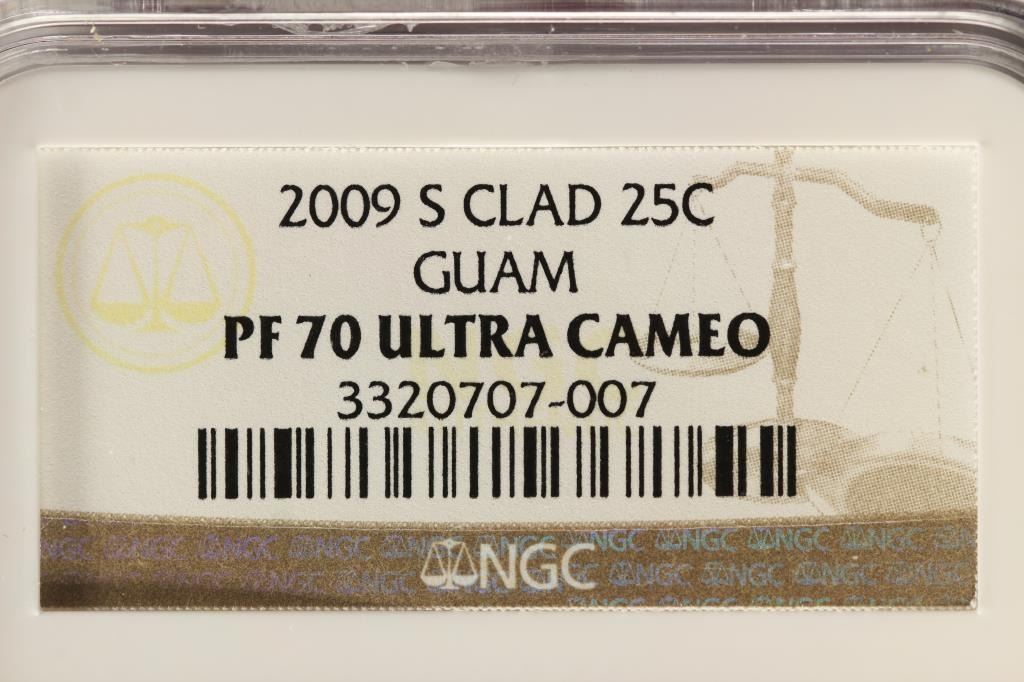 2009 S CLAD 25C
GUAM
PF 70 ULTRA CAMEO
3320707-007
NGC